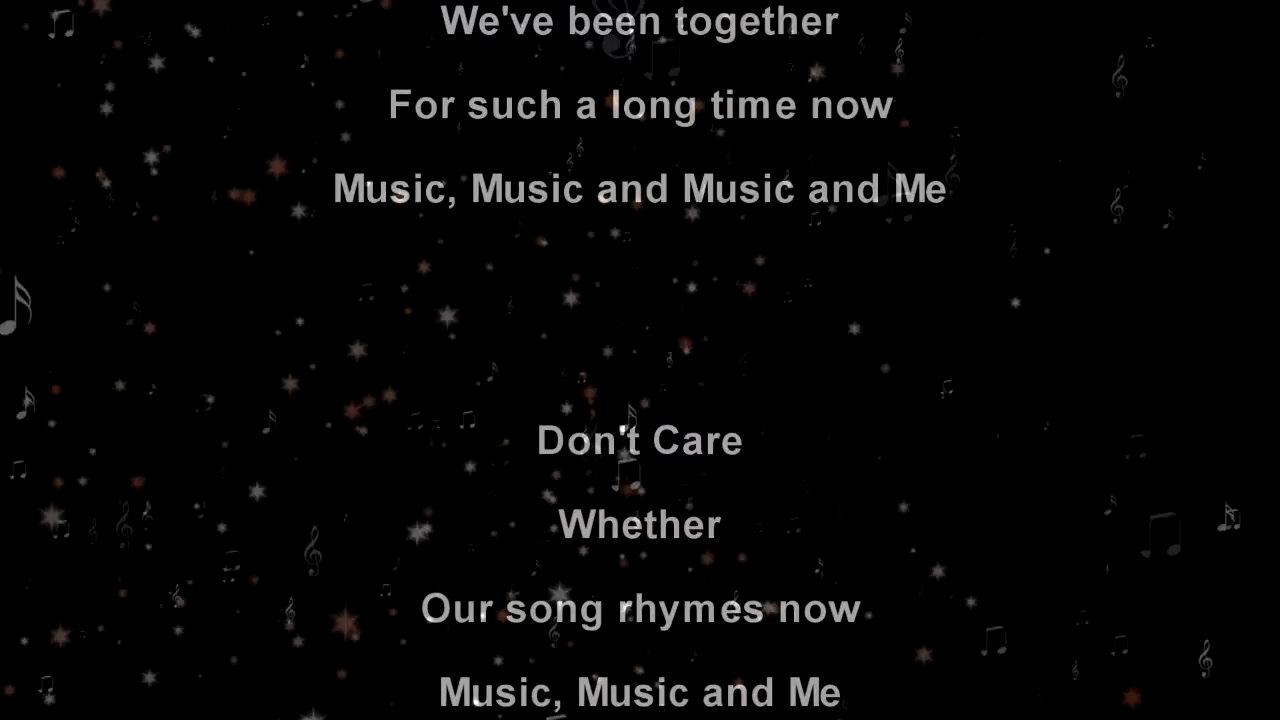 We've been together
For such a long time now
Music, Music and Music and Me
Don't Care
Whether
Our song rhymes now
Music, Music and Me